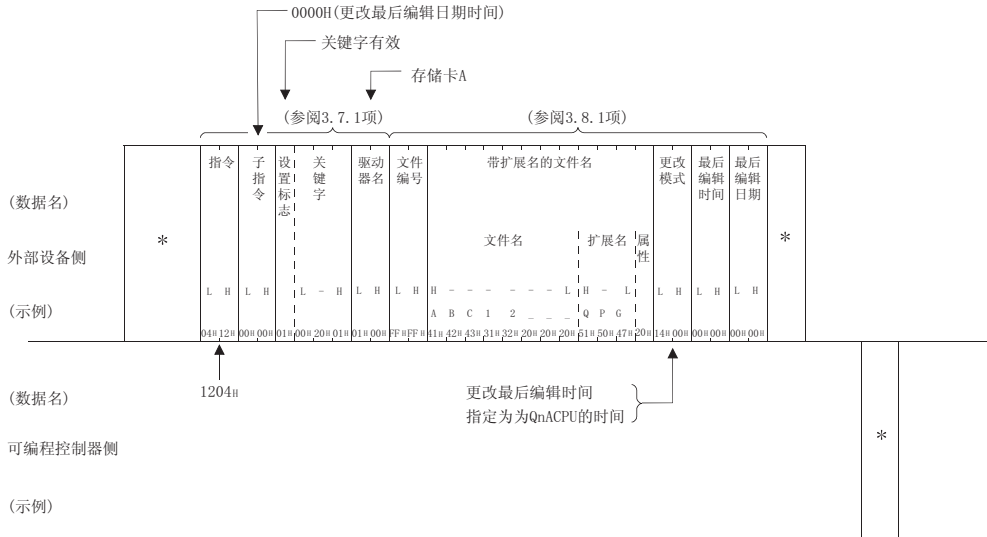 0000H(更改最后编辑日期时间)
关键字有效
存储卡A
(参阅3.7.1项)
(参阅3.8.1项)
指令
子指令
设置标志
关键字
驱动器名
文件编号
带扩展名的文件名
更改模式
最后编辑时间
最后编辑日期
(数据名)
*
*
文件名
扩展名
属性
外部设备侧
L H L H L - H L H L H H - - - - - - L H - L L H L H L H
(示例)
A B C 1 2 _ _ _ Q P G
04H 12H 00H 00H 01H 00H 20H 01H 01H 00H FFH FFH 41H 42H 43H 31H 32H 20H 20H 20H 51H 50H 47H 20H 14H 00H 00H 00H 00H 00H
1204H
更改最后编辑时间
指定为为QnACPU的时间
(数据名)
可编程控制器侧
*
(示例)